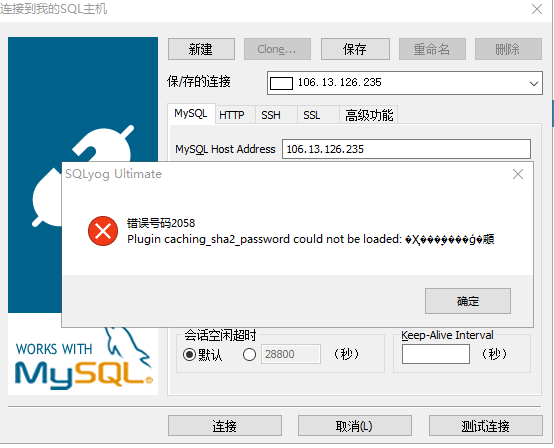 连接到我的SQL主机
新建
Clone...
保存
重命名
删除
保/存的连接
106.13.126.235
MySQL
HTTP
SSH
SSL
高级功能
MySQL Host Address
106.13.126.235
SQLyog Ultimate
错误号码2058
Plugin caching_sha2_password could not be loaded:
确定
会话空闲超时
默认
28800
(秒)
Keep-Alive Interval
(秒)
WORKS WITH
MySQL®
连接
取消(L)
测试连接